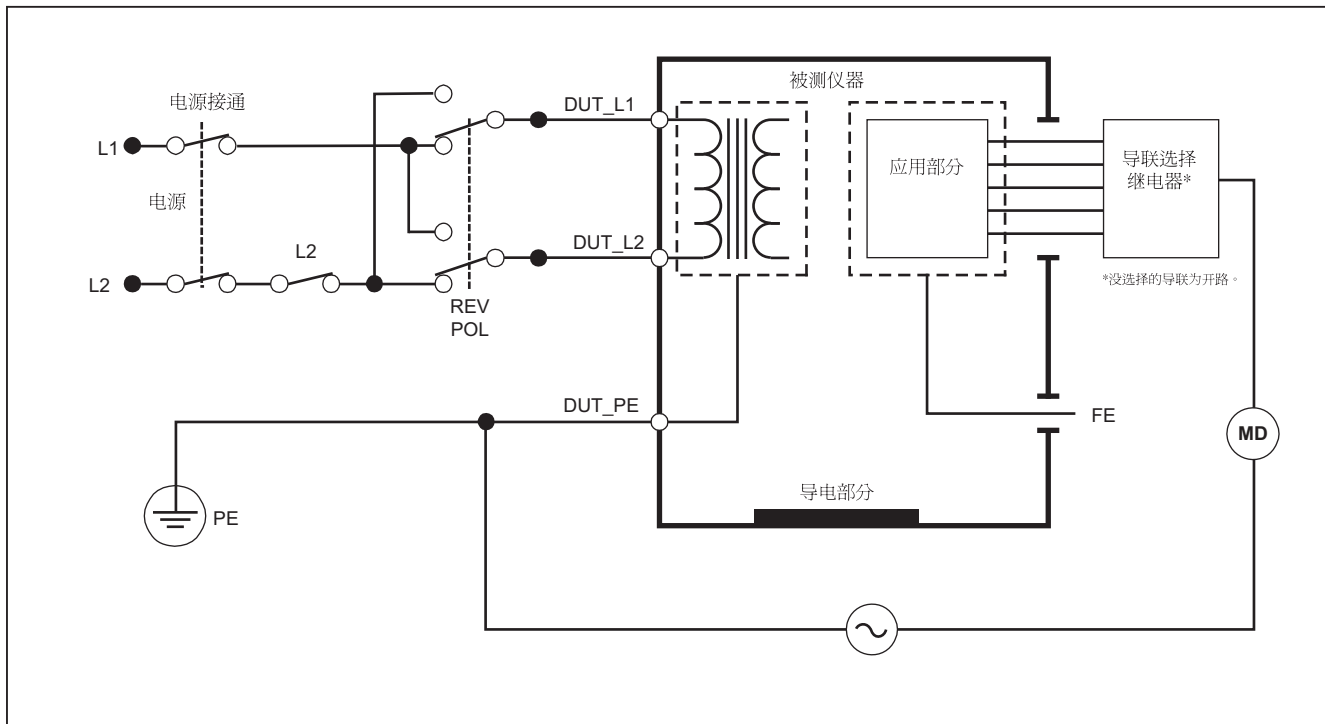 被测仪器
电源接通
DUT_L1
L1
应用部分
导联选择
继电器*
电源
DUT_L2
L2
L2
*没选择的导联为开路。
REV
POL
DUT_PE
FE
MD
导电部分
PE